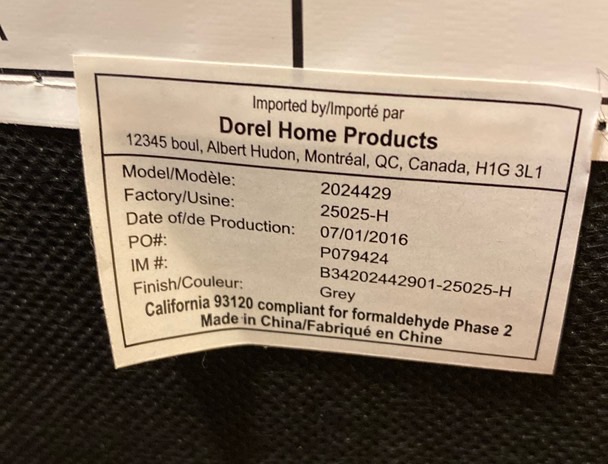 Imported by/Importé par
Dorel Home Products
12345 boul, Albert Hudon, Montréal, QC, Canada, H1G 3L1
Model/Modèle: 2024429
Factory/Usine: 25025-H
Date of/de Production: 07/01/2016
PO#: P079424
IM #: B34202442901-25025-H
Finish/Couleur: Grey
California 93120 compliant for formaldehyde Phase 2
Made in China/Fabriqué en Chine